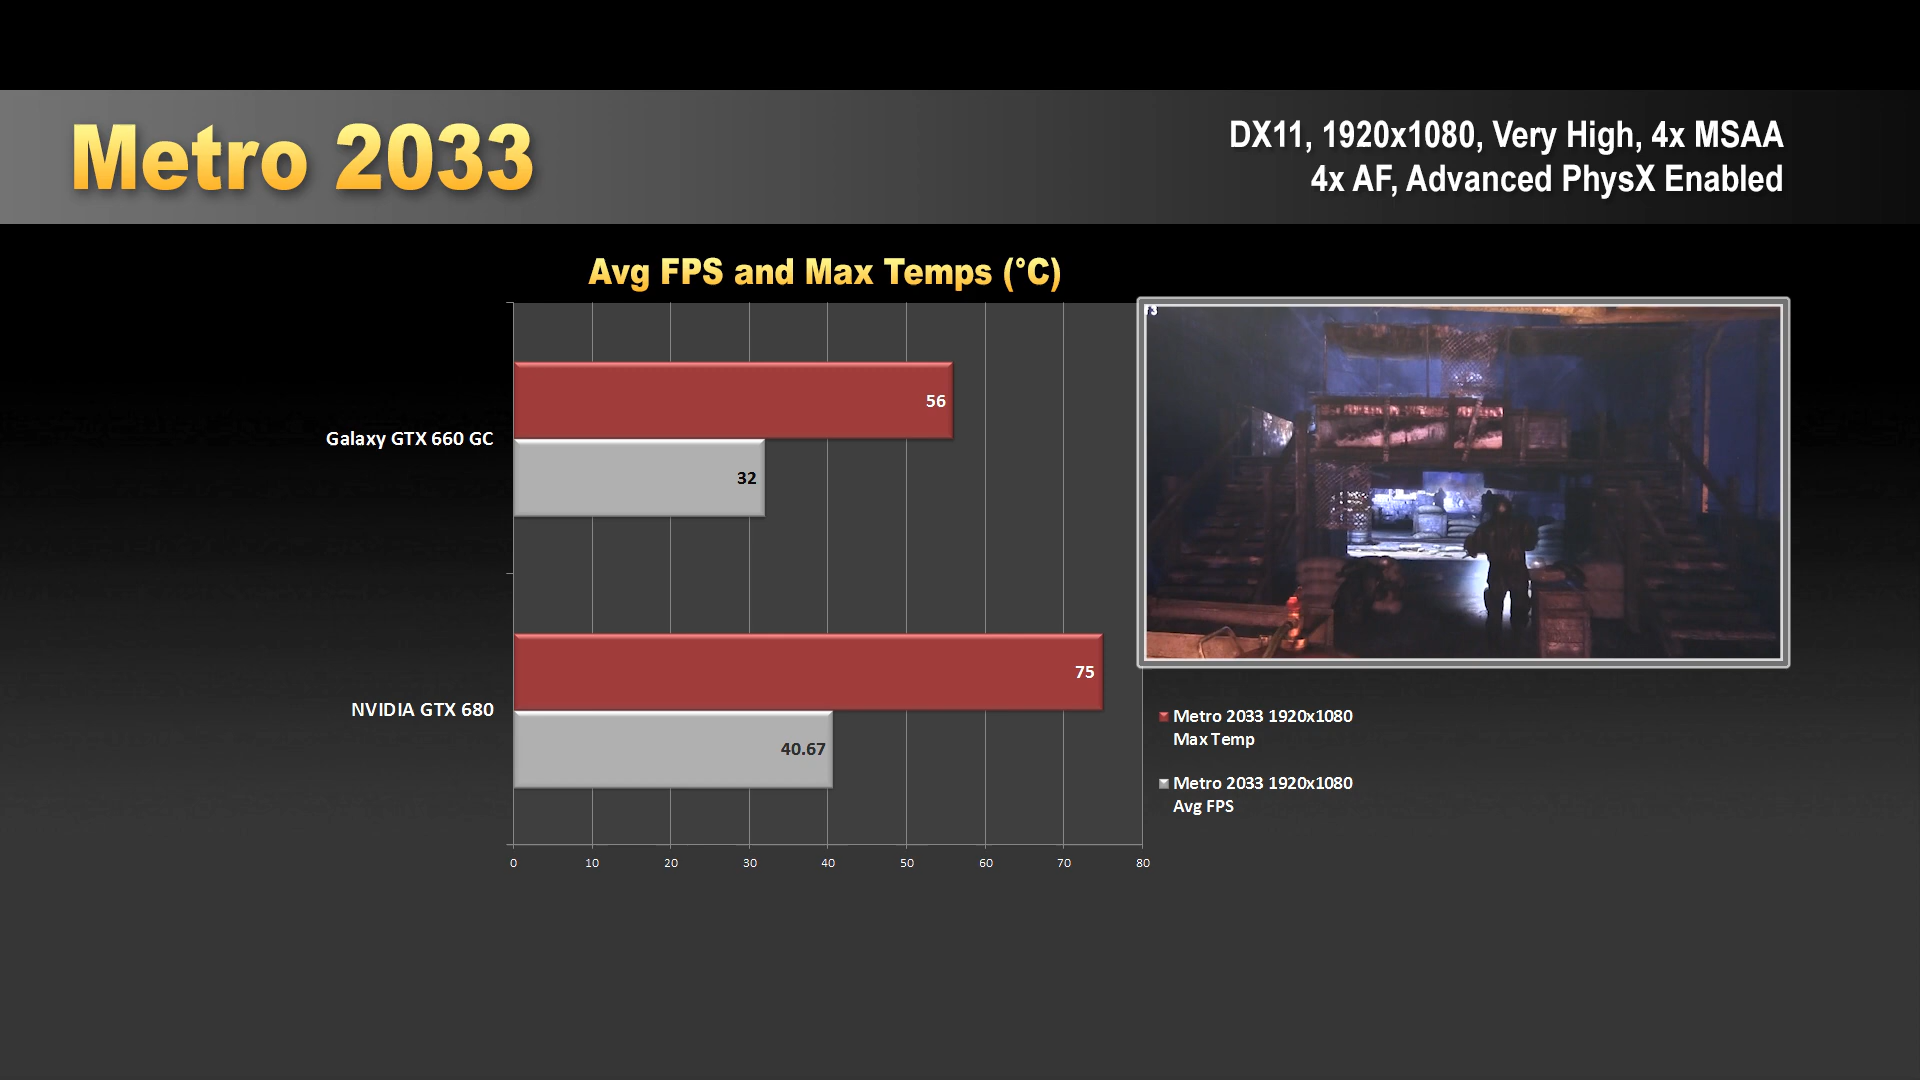 Metro 2033
DX11, 1920x1080, Very High, 4x MSAA
4x AF, Advanced PhysX Enabled
Avg FPS and Max Temps (°C)
Galaxy GTX 660 GC
56
32
NVIDIA GTX 680
75
40.67
0 10 20 30 40 50 60 70 80
Metro 2033 1920x1080
Max Temp
Metro 2033 1920x1080
Avg FPS